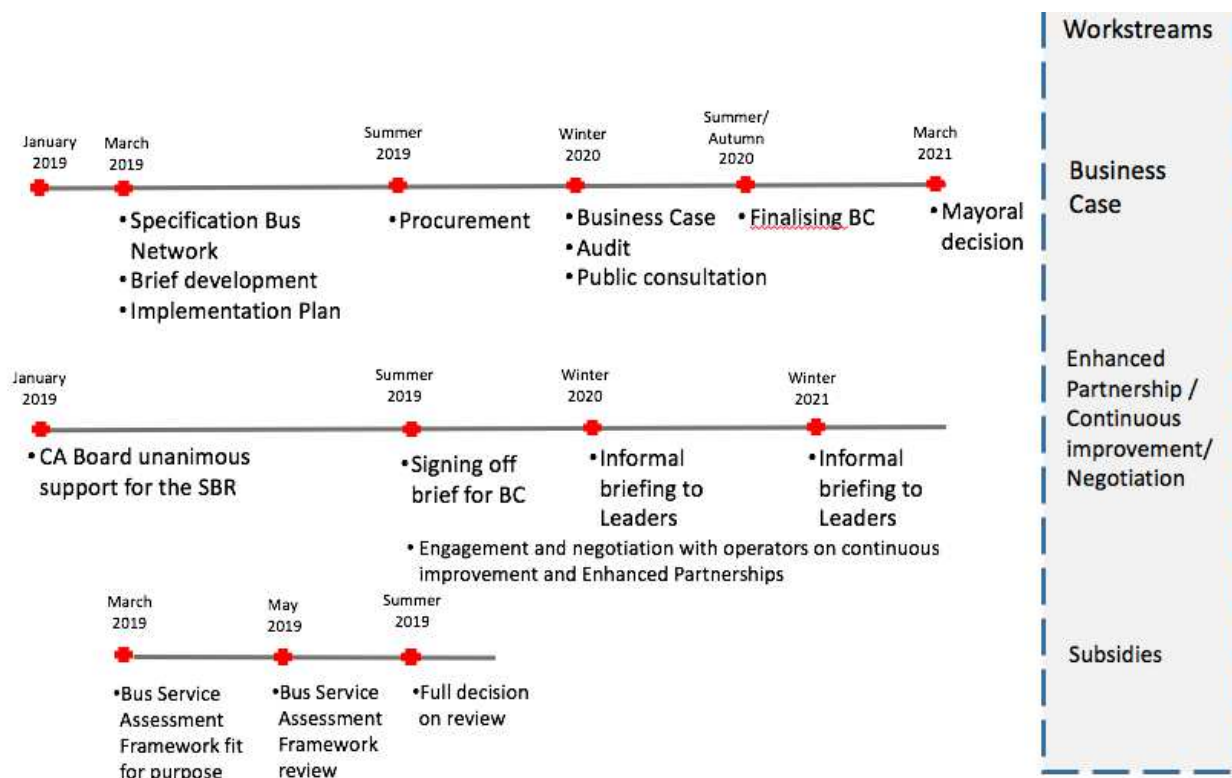 Workstreams
January
2019
March
2019
Summer
2019
Winter
2020
Summer/
Autumn
2020
March
2021
• Specification Bus
Network
• Brief development
• Implementation Plan
• Procurement
• Business Case
• Audit
• Public consultation
• Finalising BC
• Mayoral
decision
Business
Case
January
2019
Summer
2019
Winter
2020
Winter
2021
• CA Board unanimous
support for the SBR
• Signing off
brief for BC
• Informal
briefing to
Leaders
• Informal
briefing to
Leaders
• Engagement and negotiation with operators on continuous
improvement and Enhanced Partnerships
Enhanced
Partnership /
Continuous
improvement/
Negotiation
March
2019
May
2019
Summer
2019
• Bus Service
Assessment
Framework fit
for purpose
• Bus Service
Assessment
Framework
review
• Full decision
on review
Subsidies